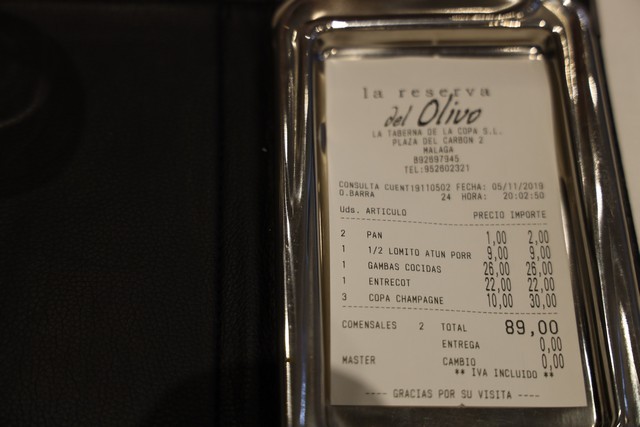 la reserva
del Olivo
LA TABERNA DE LA COPA S.L.
PLAZA DEL CARBON 2
MALAGA
B92697945
TEL:952602321
CONSULTA CUENT19110502 FECHA: 05/11/2019
O.BARRA 24 HORA: 20:02:50
Uds. ARTICULO PRECIO IMPORTE
2 PAN 1,00 2,00
1 1/2 LOMITO ATUN PORR 9,00 9,00
1 GAMBAS COCIDAS 26,00 26,00
1 ENTRECOT 22,00 22,00
3 COPA CHAMPAGNE 10,00 30,00
COMENSALES 2 TOTAL 89,00
ENTREGA 0,00
MASTER CAMBIO 0,00
** IVA INCLUIDO **
---- GRACIAS POR SU VISITA ----